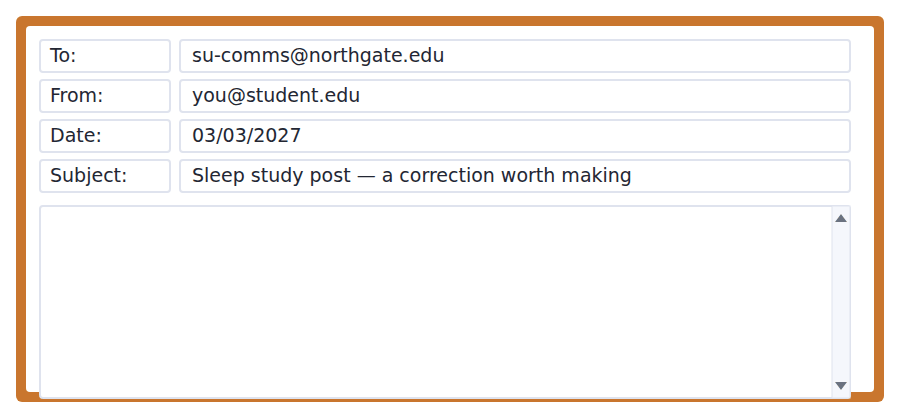 To: su-comms@northgate.edu
From: you@student.edu
Date: 03/03/2027
Subject: Sleep study post — a correction worth making